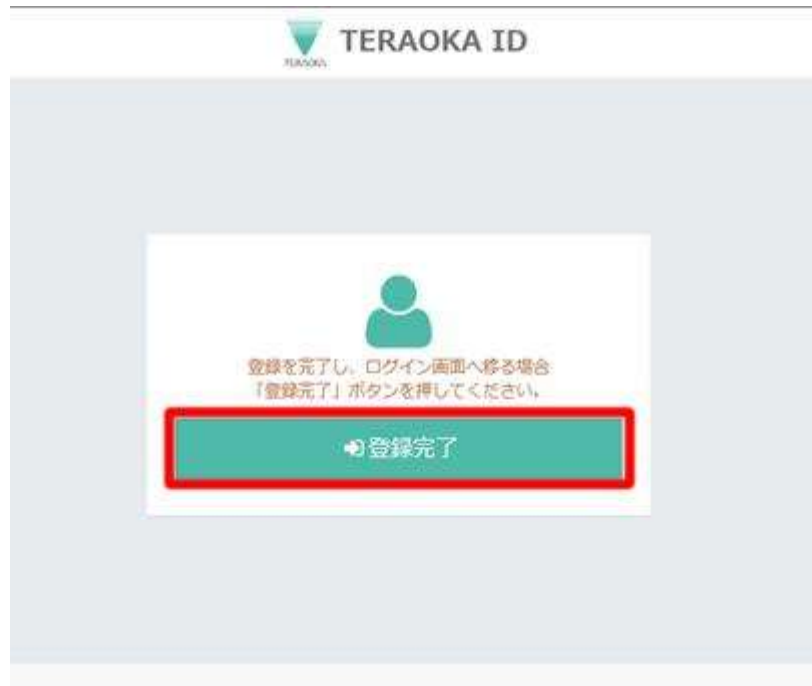 TERAOKA ID
TERAOKA
登録を完了し、ログイン画面へ移る場合
「登録完了」ボタンを押してください。
登録完了